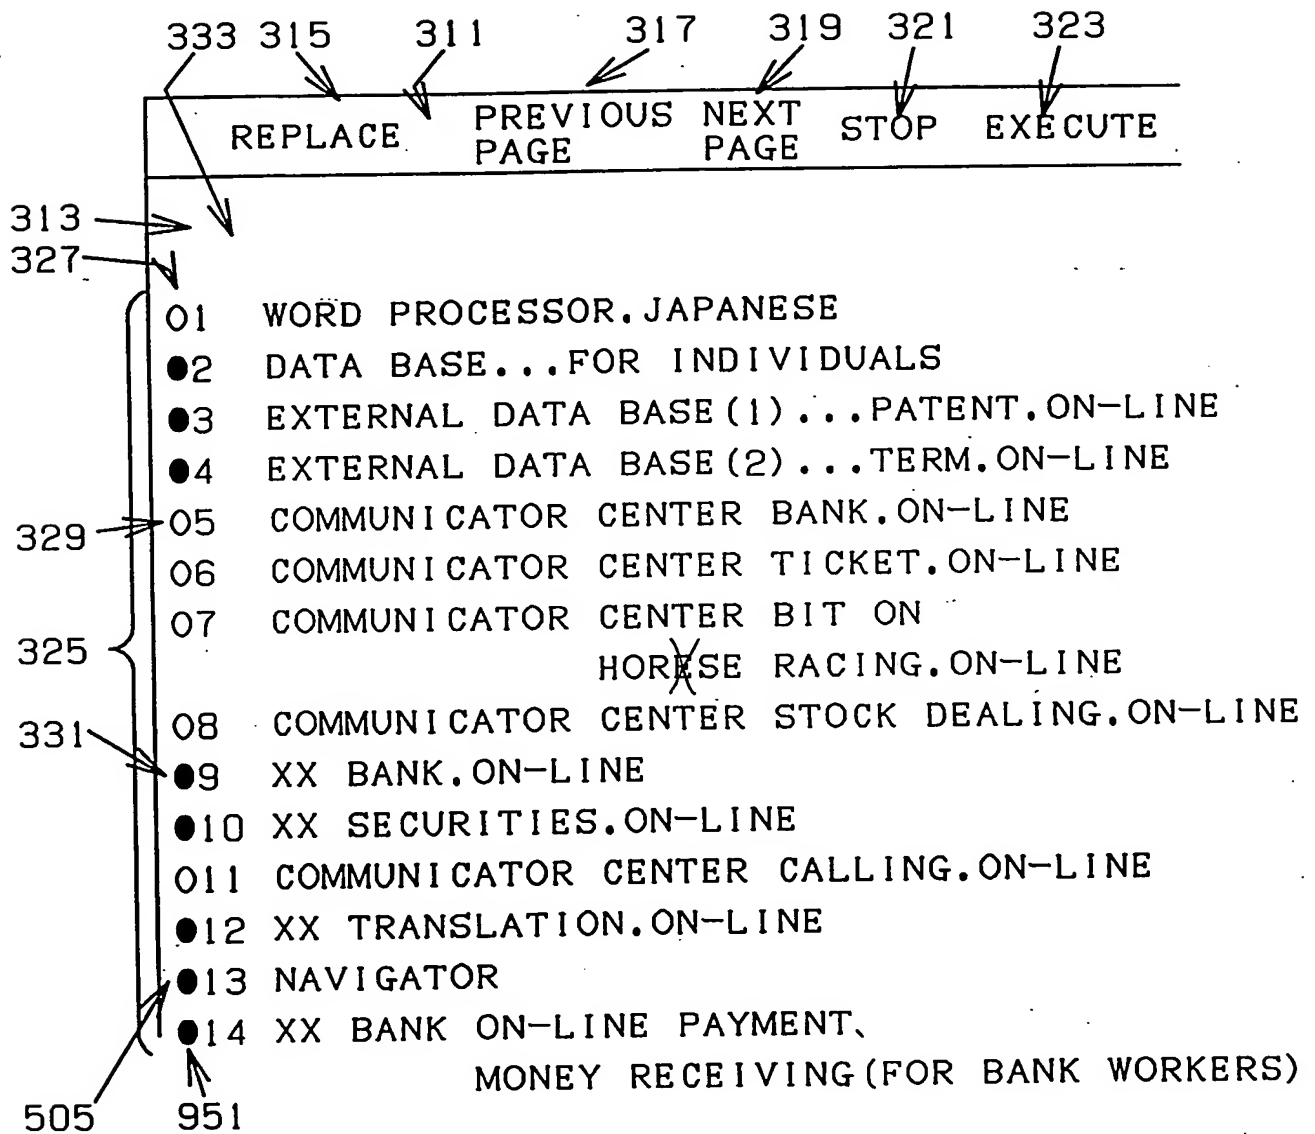 333 315 311 317 319 321 323
REPLACE PREVIOUS PAGE NEXT PAGE STOP EXECUTE
313
327
01 WORD PROCESSOR.JAPANESE
●2 DATA BASE...FOR INDIVIDUALS
●3 EXTERNAL DATA BASE(1)...PATENT.ON-LINE
●4 EXTERNAL DATA BASE(2)...TERM.ON-LINE
329 05 COMMUNICATOR CENTER BANK.ON-LINE
06 COMMUNICATOR CENTER TICKET.ON-LINE
07 COMMUNICATOR CENTER BIT ON
325 HORESE RACING.ON-LINE
08 COMMUNICATOR CENTER STOCK DEALING.ON-LINE
331 ●9 XX BANK.ON-LINE
●10 XX SECURITIES.ON-LINE
011 COMMUNICATOR CENTER CALLING.ON-LINE
●12 XX TRANSLATION.ON-LINE
●13 NAVIGATOR
●14 XX BANK ON-LINE PAYMENT、
MONEY RECEIVING(FOR BANK WORKERS)
505 951